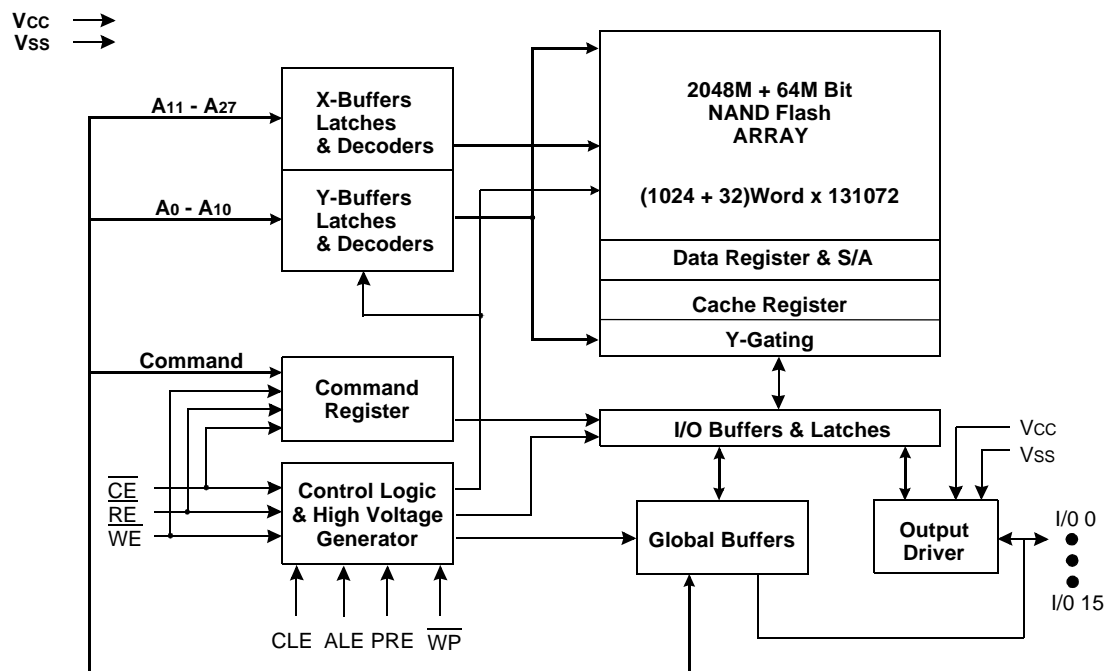 VCC
VSS
A11 - A27
X-Buffers
Latches
& Decoders
A0 - A10
Y-Buffers
Latches
& Decoders
2048M + 64M Bit
NAND Flash
ARRAY
(1024 + 32)Word x 131072
Data Register & S/A
Cache Register
Y-Gating
Command
Command
Register
I/O Buffers & Latches
VCC
VSS
CE
RE
WE
Control Logic
& High Voltage
Generator
Global Buffers
Output
Driver
I/0 0
I/0 15
CLE
ALE
PRE
WP